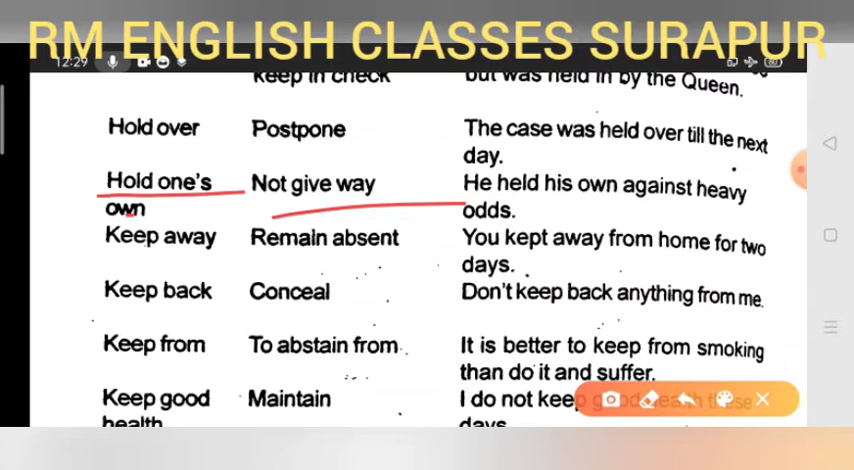 RM ENGLISH CLASSES SURAPUR
12:29
keep in check but was held in by the Queen.
Hold over Postpone The case was held over till the next
day.
Hold one's Not give way He held his own against heavy
own odds.
Keep away Remain absent You kept away from home for two
days.
Keep back Conceal Don't keep back anything from me.
Keep from To abstain from It is better to keep from smoking
than do it and suffer.
Keep good Maintain I do not keep good health these
health days.